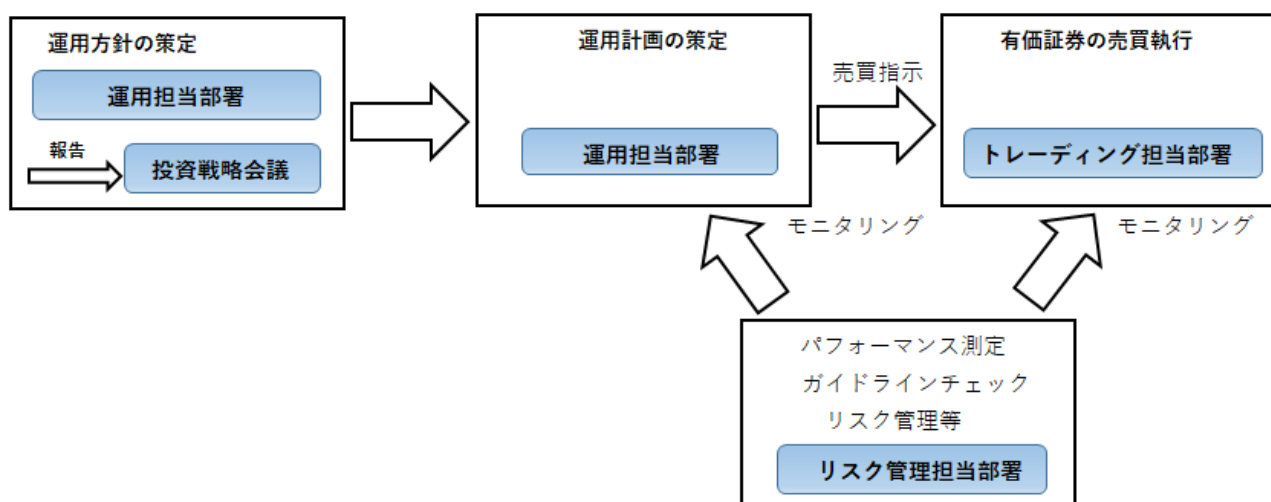 運用方針の策定
運用担当部署
報告
投資戦略会議
運用計画の策定
運用担当部署
売買指示
有価証券の売買執行
トレーディング担当部署
モニタリング
モニタリング
パフォーマンス測定
ガイドラインチェック
リスク管理等
リスク管理担当部署